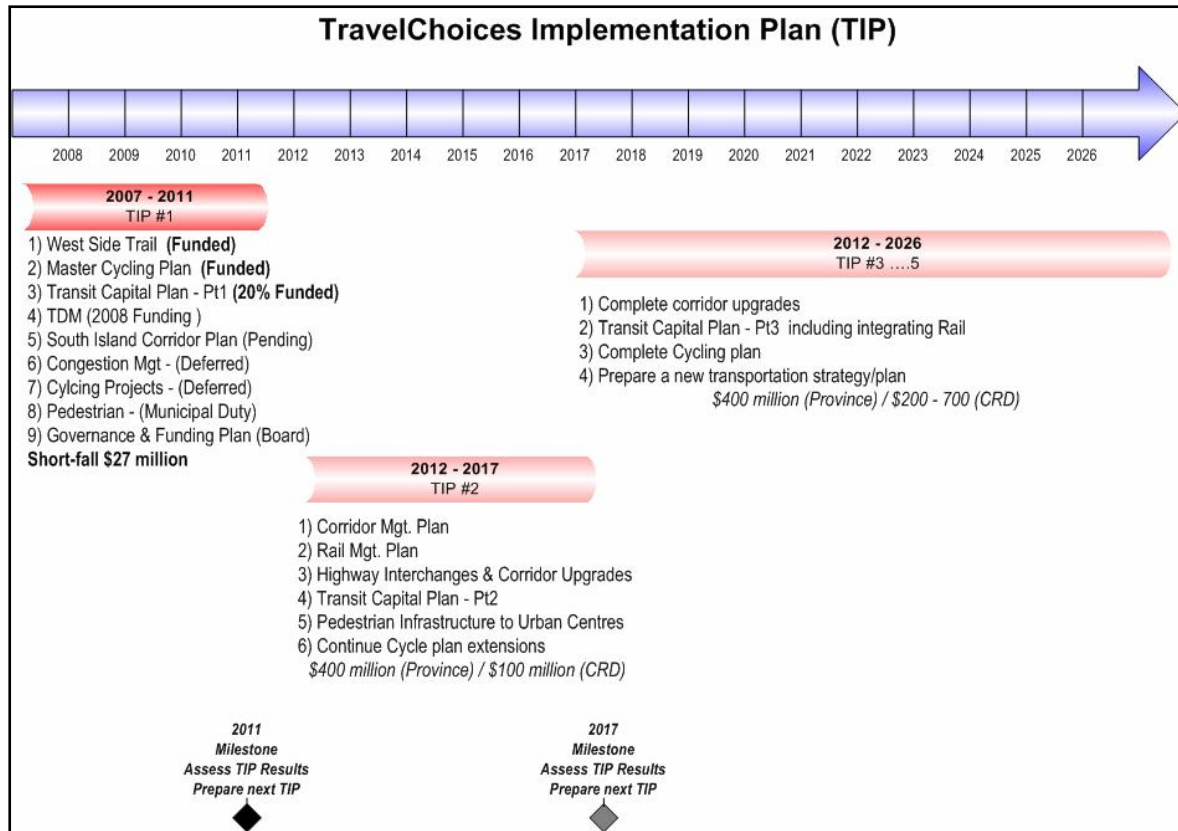 TravelChoices Implementation Plan (TIP)
2008 2009 2010 2011 2012 2013 2014 2015 2016 2017 2018 2019 2020 2021 2022 2023 2024 2025 2026
2007 - 2011
TIP #1
1) West Side Trail (Funded)
2) Master Cycling Plan (Funded)
3) Transit Capital Plan - Pt1 (20% Funded)
4) TDM (2008 Funding )
5) South Island Corridor Plan (Pending)
6) Congestion Mgt - (Deferred)
7) Cylcing Projects - (Deferred)
8) Pedestrian - (Municipal Duty)
9) Governance & Funding Plan (Board)
Short-fall $27 million
2012 - 2026
TIP #3 ....5
1) Complete corridor upgrades
2) Transit Capital Plan - Pt3 including integrating Rail
3) Complete Cycling plan
4) Prepare a new transportation strategy/plan
$400 million (Province) / $200 - 700 (CRD)
2012 - 2017
TIP #2
1) Corridor Mgt. Plan
2) Rail Mgt. Plan
3) Highway Interchanges & Corridor Upgrades
4) Transit Capital Plan - Pt2
5) Pedestrian Infrastructure to Urban Centres
6) Continue Cycle plan extensions
$400 million (Province) / $100 million (CRD)
2011
Milestone
Assess TIP Results
Prepare next TIP
2017
Milestone
Assess TIP Results
Prepare next TIP